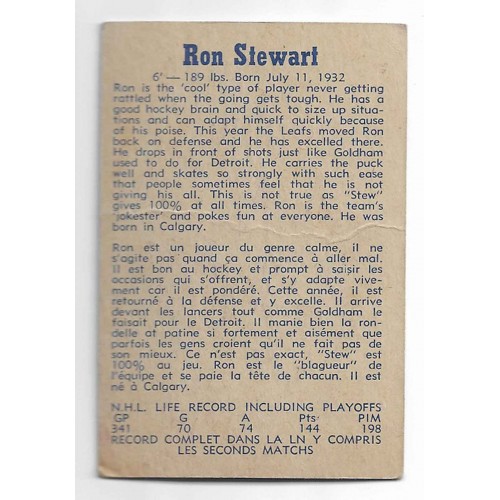 Ron Stewart
6' — 189 lbs. Born July 11, 1932
Ron is the 'cool' type of player never getting
rattled when the going gets tough. He has a
good hockey brain and quick to size up situa-
tions and can adapt himself quickly because
of his poise. This year the Leafs moved Ron
back on defense and he has excelled there.
He drops in front of shots just like Goldham
used to do for Detroit. He carries the puck
well and skates so strongly with such ease
that people sometimes feel that he is not
giving his all. This is not true as "Stew"
gives 100% at all times. Ron is the team's
'jokester' and pokes fun at everyone. He was
born in Calgary.
Ron est un joueur du genre calme, il ne
s'agite pas quand ça commence à aller mal.
Il est bon au hockey et prompt à saisir les
occasions qui s'offrent, et s'y adapte vive-
ment car il est pondéré. Cette année, il est
retourné à la défense et y excelle. Il arrive
devant les lancers tout comme Goldham le
faisait pour le Detroit. Il manie bien la ron-
delle at patine si fortement et aisément que
parfois les gens croient qu'il ne fait pas de
son mieux. Ce n'est pas exact, "Stew" est
100% au jeu. Ron est le "blagueur" de
l'équipe et se paie la tête de chacun. Il est
né à Calgary.
N.H.L. LIFE RECORD INCLUDING PLAYOFFS
GP G A Pts PIM
341 70 74 144 198
RECORD COMPLET DANS LA LN Y COMPRIS
LES SECONDS MATCHS